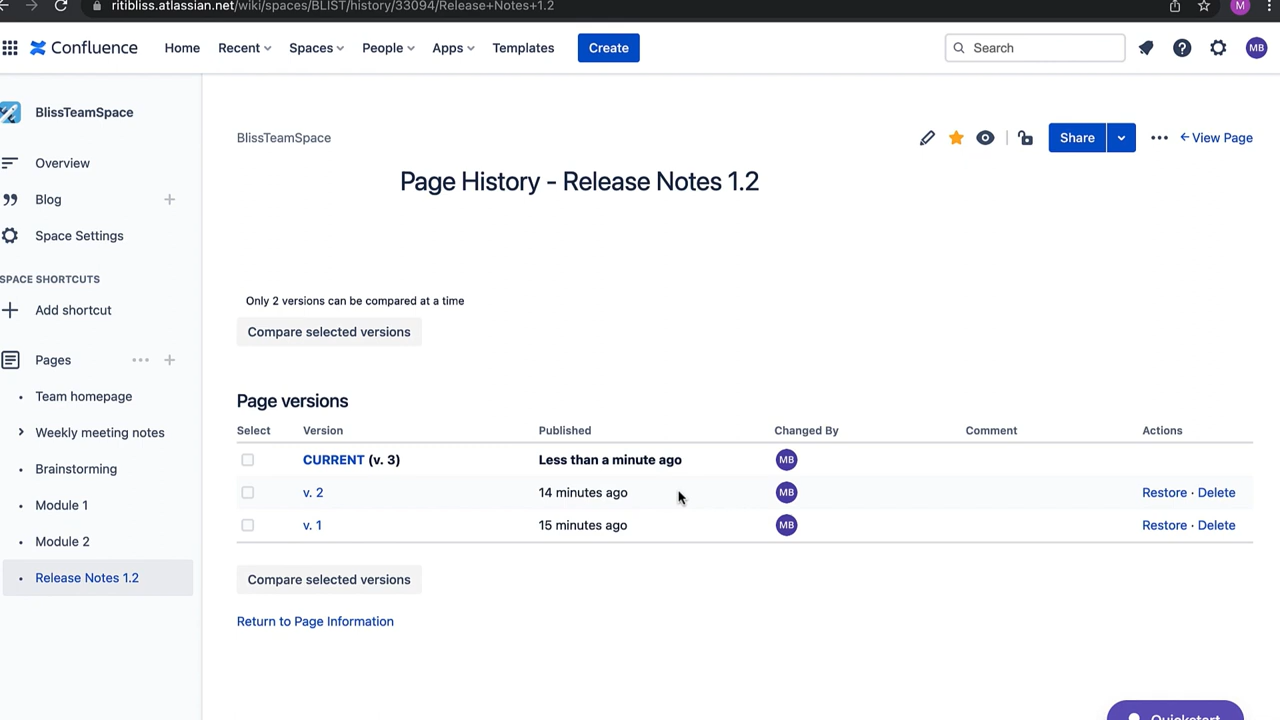 ritibliss.atlassian.net/wiki/spaces/BLIST/history/33094/Release+Notes+1.2
M
Confluence Home Recent Spaces People Apps Templates Create Search MB
BlissTeamSpace
Overview
Blog
Space Settings
SPACE SHORTCUTS
Add shortcut
Pages
Team homepage
Weekly meeting notes
Brainstorming
Module 1
Module 2
Release Notes 1.2
BlissTeamSpace
Share
View Page
Page History - Release Notes 1.2
Only 2 versions can be compared at a time
Compare selected versions
Page versions
Select Version Published Changed By Comment Actions
CURRENT (v. 3) Less than a minute ago MB
v. 2 14 minutes ago MB Restore · Delete
v. 1 15 minutes ago MB Restore · Delete
Compare selected versions
Return to Page Information
Quickstart